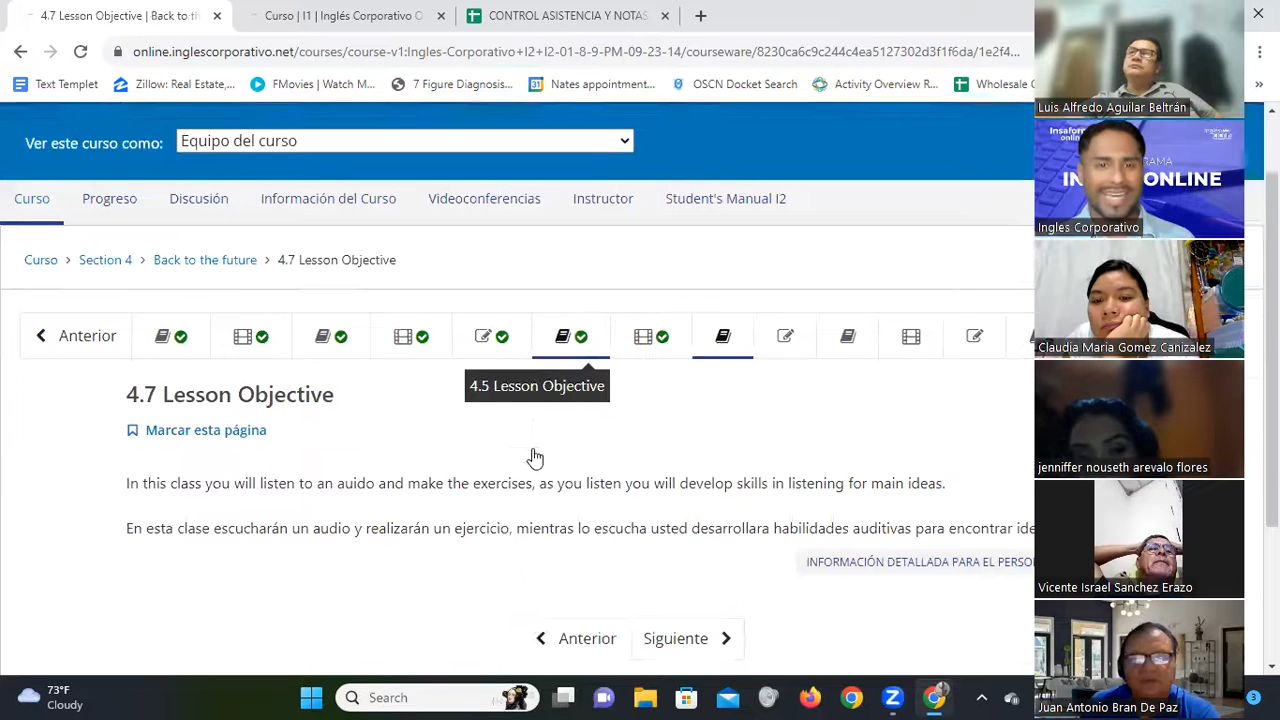 4.7 Lesson Objective | Back to th
Curso | I1 | Inglés Corporativo O
CONTROL ASISTENCIA Y NOTAS
online.inglescorporativo.net/courses/course-v1:Ingles-Corporativo+I2+I2-01-8-9-PM-09-23-14/courseware/8230ca6c9c244c4ea5127302d3f1f6da/1e2f4...
Text Templet
Zillow: Real Estate,...
FMovies | Watch M...
7 Figure Diagnosis...
Nates appointment...
OSCN Docket Search
Activity Overview R...
Wholesale C
Ver este curso como:
Equipo del curso
Curso
Progreso
Discusión
Información del Curso
Videoconferencias
Instructor
Student's Manual I2
Curso
Section 4
Back to the future
4.7 Lesson Objective
Anterior
4.5 Lesson Objective
4.7 Lesson Objective
Marcar esta página
In this class you will listen to an auido and make the exercises, as you listen you will develop skills in listening for main ideas.
En esta clase escucharán un audio y realizarán un ejercicio, mientras lo escucha usted desarrollara habilidades auditivas para encontrar ide
INFORMACIÓN DETALLADA PARA EL PERSO
Anterior
Siguiente
Luis Alfredo Aguilar Beltrán
Ingles Corporativo
Claudia Maria Gomez Canizalez
jenniffer nouseth arevalo flores
Vicente Israel Sanchez Erazo
Juan Antonio Bran De Paz
73°F
Cloudy
Search
3